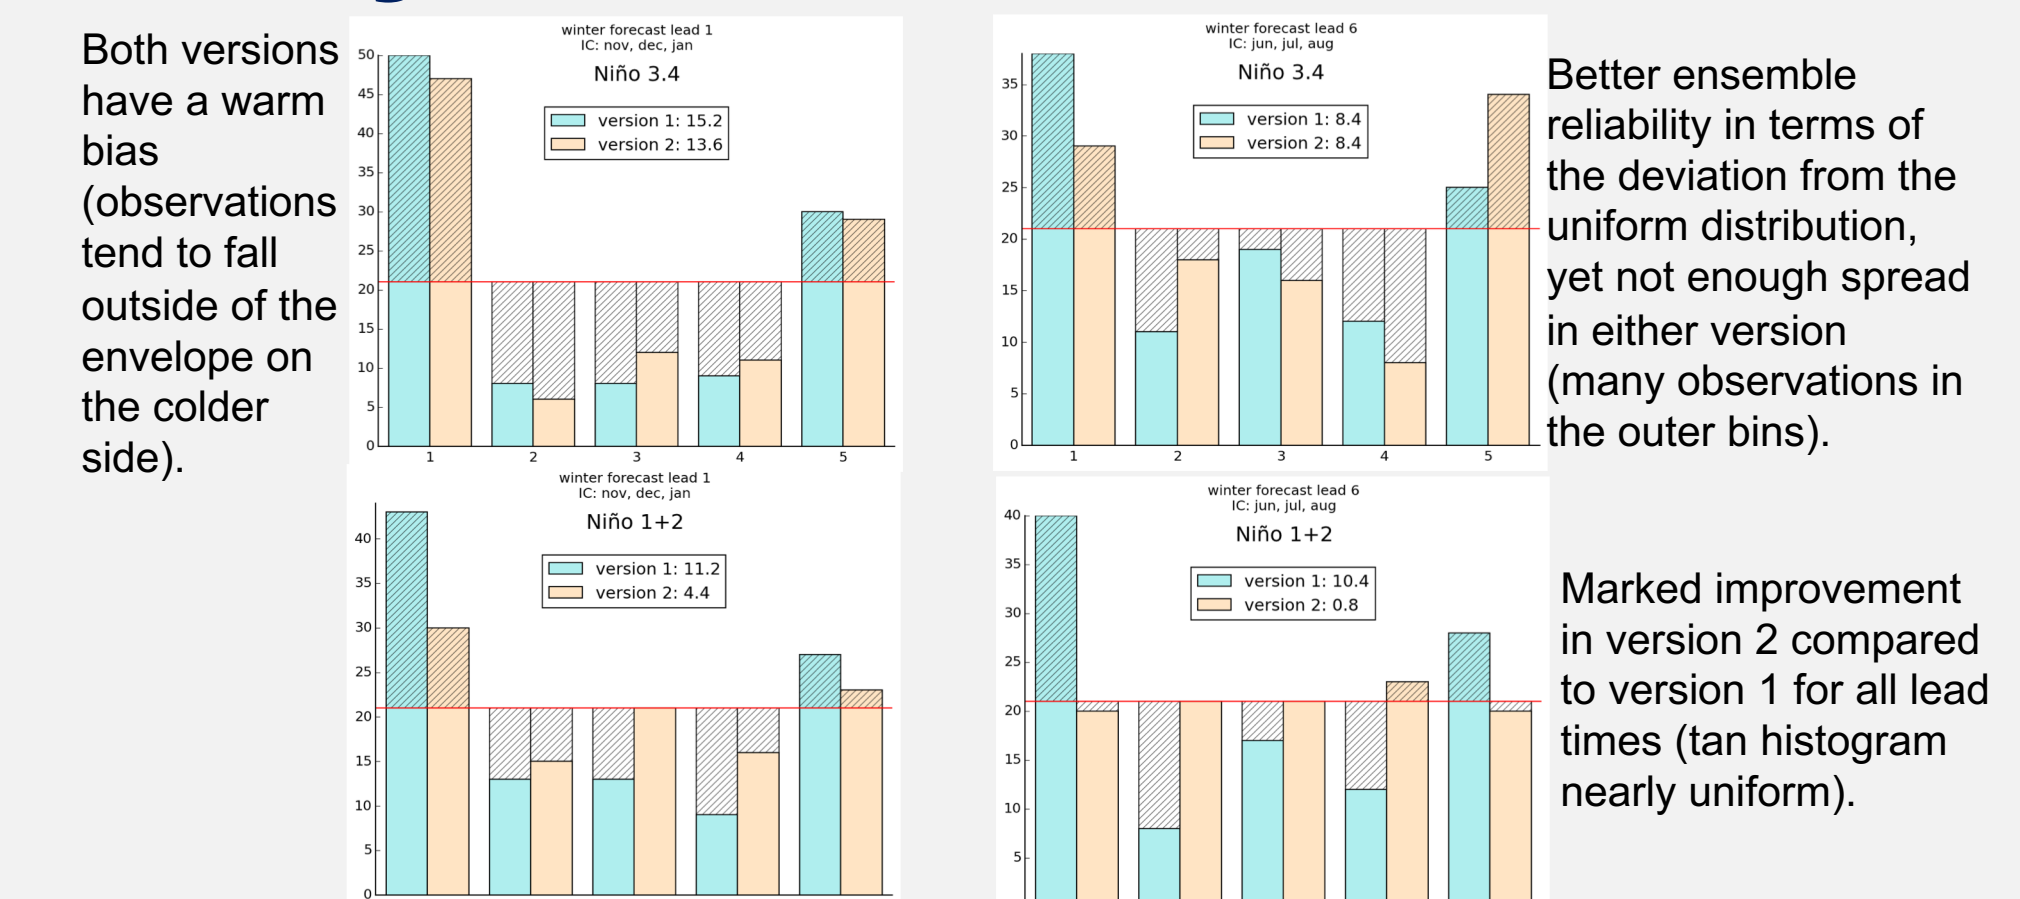 Both versions
have a warm
bias
(observations
tend to fall
outside of the
envelope on
the colder
side).
winter forecast lead 1
IC: nov, dec, jan
Niño 3.4
version 1: 15.2
version 2: 13.6
50
45
40
35
30
25
20
15
10
5
0
1 2 3 4 5
winter forecast lead 6
IC: jun, jul, aug
Niño 3.4
version 1: 8.4
version 2: 8.4
35
30
25
20
15
10
5
0
1 2 3 4 5
Better ensemble
reliability in terms of
the deviation from the
uniform distribution,
yet not enough spread
in either version
(many observations in
the outer bins).
winter forecast lead 1
IC: nov, dec, jan
Niño 1+2
version 1: 11.2
version 2: 4.4
40
35
30
25
20
15
10
5
0
winter forecast lead 6
IC: jun, jul, aug
Niño 1+2
version 1: 10.4
version 2: 0.8
40
35
30
25
20
15
10
5
Marked improvement
in version 2 compared
to version 1 for all lead
times (tan histogram
nearly uniform).